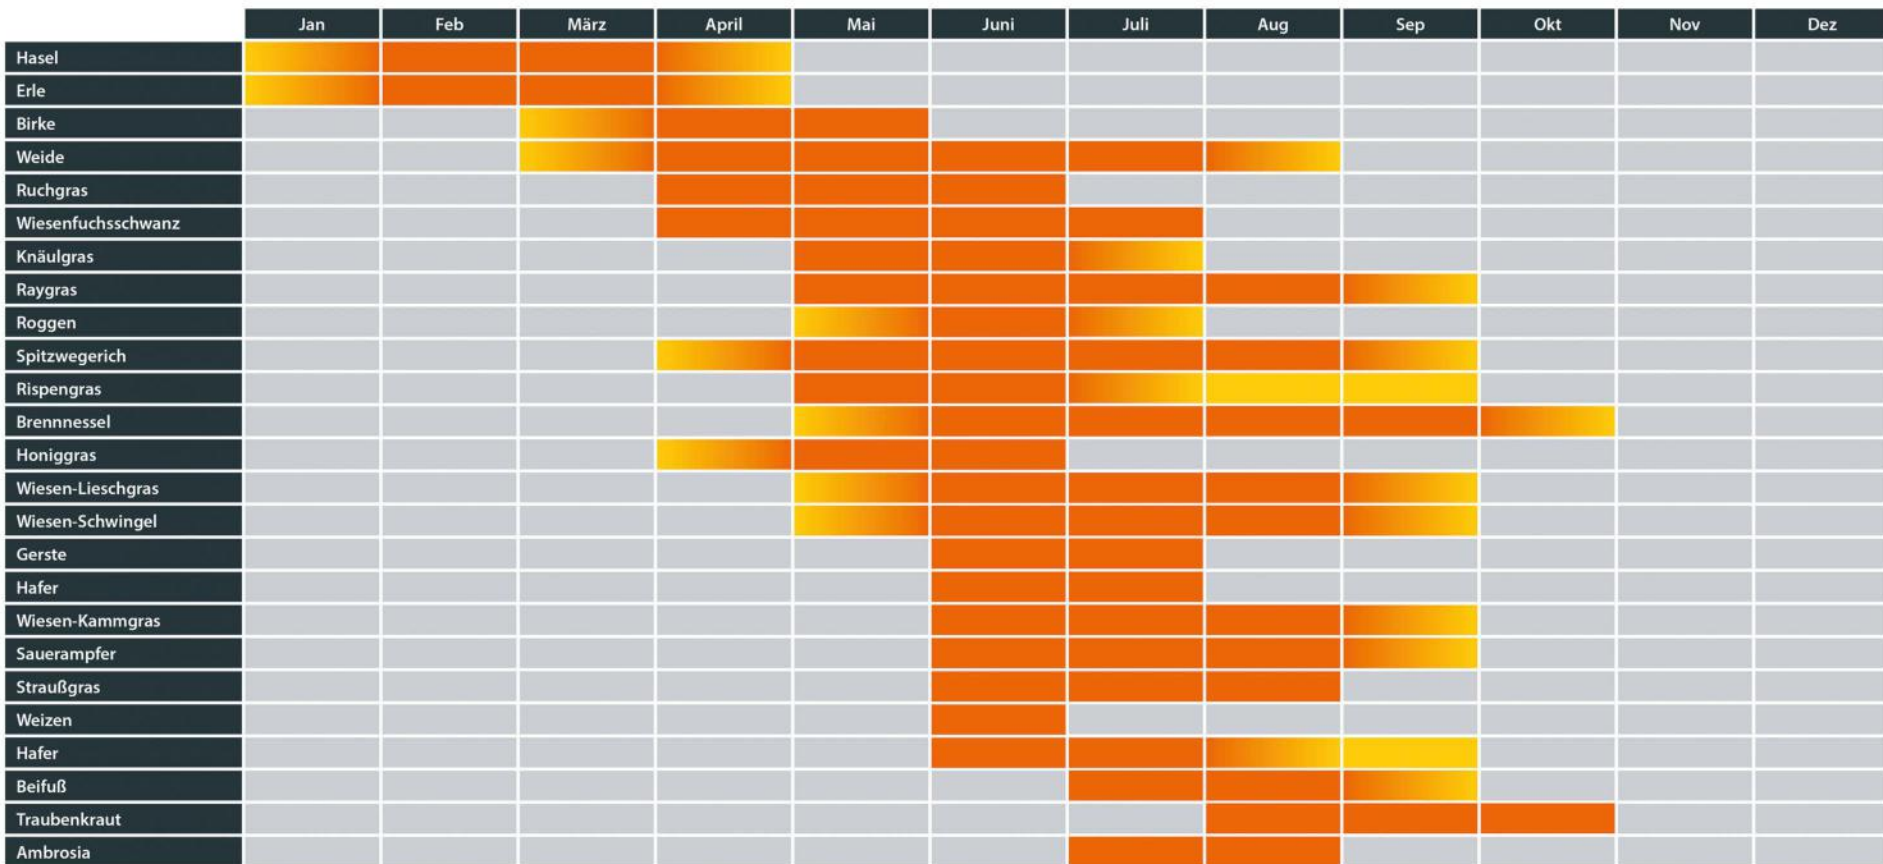 Jan Feb März April Mai Juni Juli Aug Sep Okt Nov Dez
Hasel
Erle
Birke
Weide
Ruchgras
Wiesenfuchsschwanz
Knäulgras
Raygras
Roggen
Spitzwegerich
Rispengras
Brennnessel
Honiggras
Wiesen-Lieschgras
Wiesen-Schwingel
Gerste
Hafer
Wiesen-Kammgras
Sauerampfer
Straußgras
Weizen
Hafer
Beifuß
Traubenkraut
Ambrosia